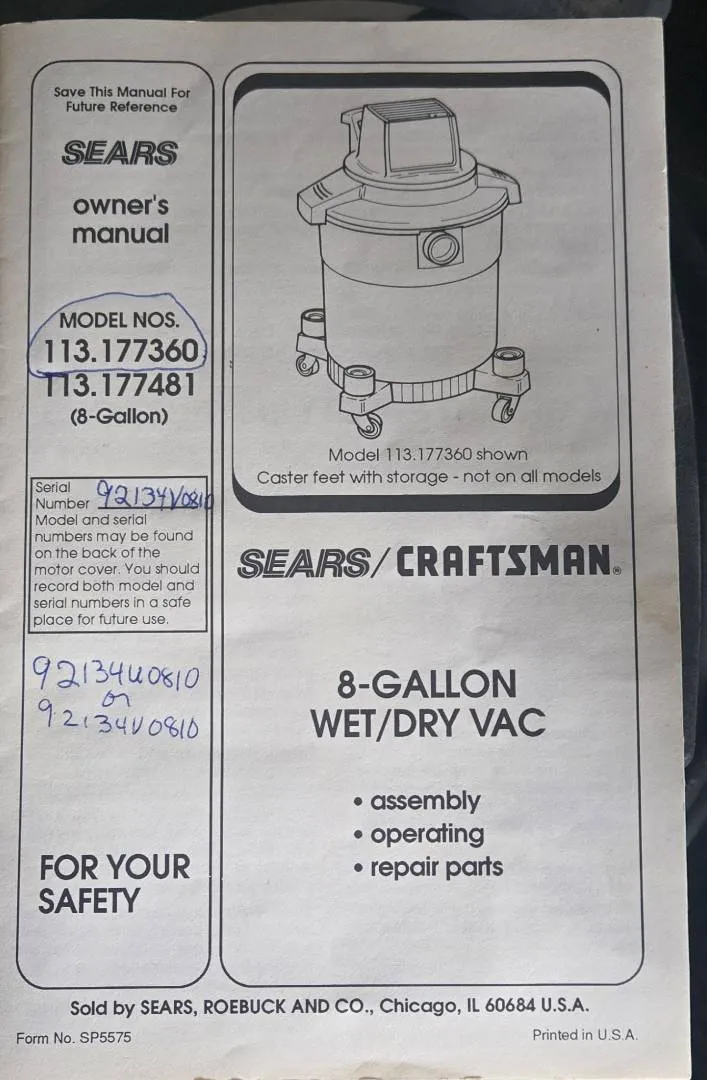 Save This Manual For
Future Reference
SEARS
owner's
manual
MODEL NOS.
113.177360
113.177481
(8-Gallon)
Serial
Number 92134V0810
Model and serial
numbers may be found
on the back of the
motor cover. You should
record both model and
serial numbers in a safe
place for future use.
92134U0810
or
92134V0810
FOR YOUR
SAFETY
Model 113.177360 shown
Caster feet with storage - not on all models
SEARS/CRAFTSMAN®
8-GALLON
WET/DRY VAC
• assembly
• operating
• repair parts
Sold by SEARS, ROEBUCK AND CO., Chicago, IL 60684 U.S.A.
Form No. SP5575
Printed in U.S.A.